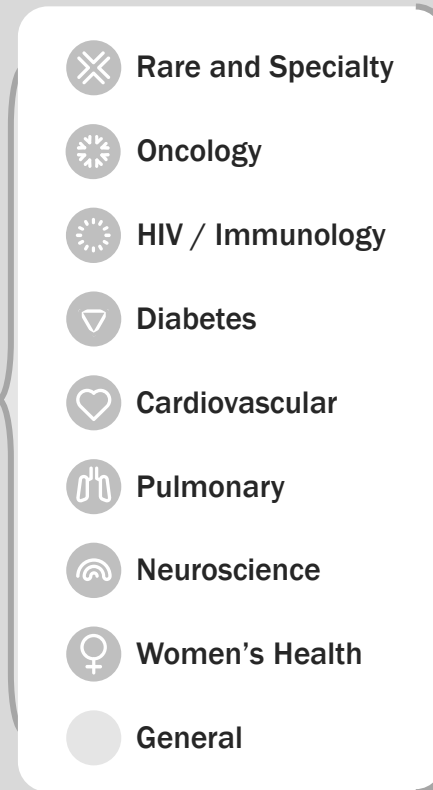 Rare and Specialty
Oncology
HIV / Immunology
Diabetes
Cardiovascular
Pulmonary
Neuroscience
Women’s Health
General